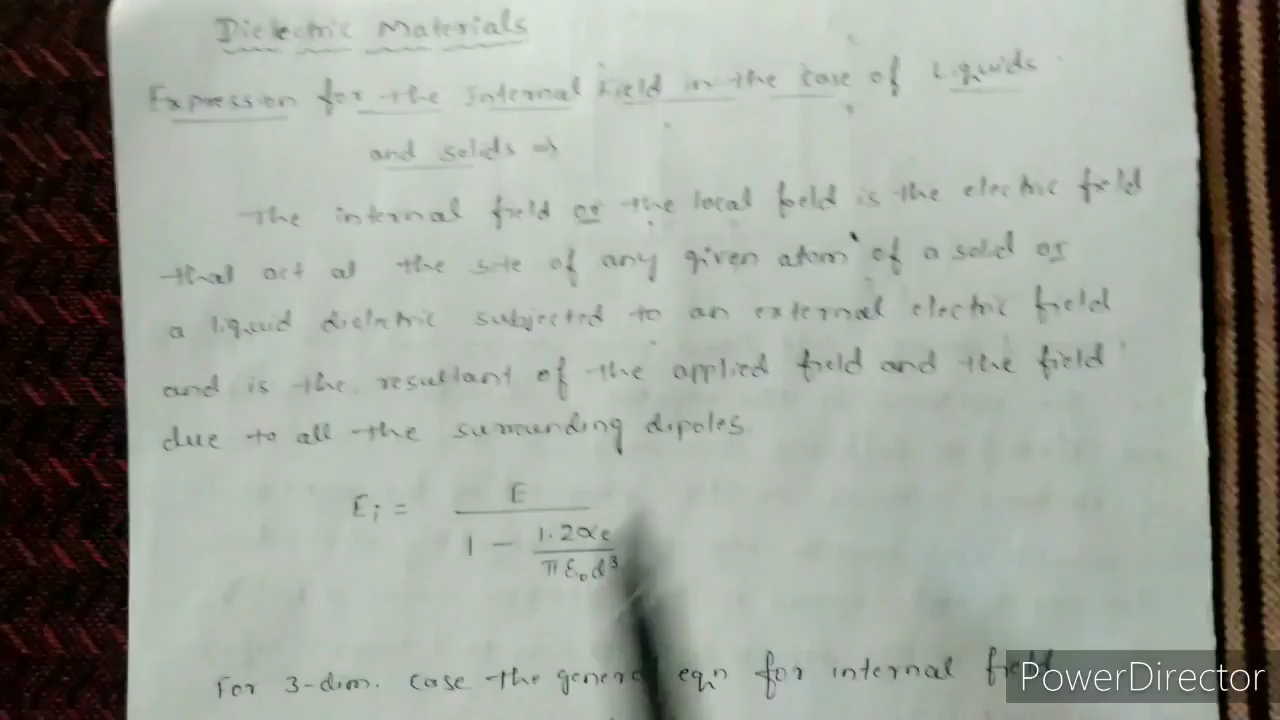 Dielectric Materials
Expression for the Internal Field in the case of Liquids
and solids ⇒
The internal field or the local field is the electric field
that act at the site of any given atom of a solid or
a liquid dielectric subjected to an external electric field
and is the resultant of the applied field and the field
due to all the surrounding dipoles.
Ei = E / (1 - 1.2αe / πε₀d³)
For 3-dim. case the general eqn for internal field
PowerDirector